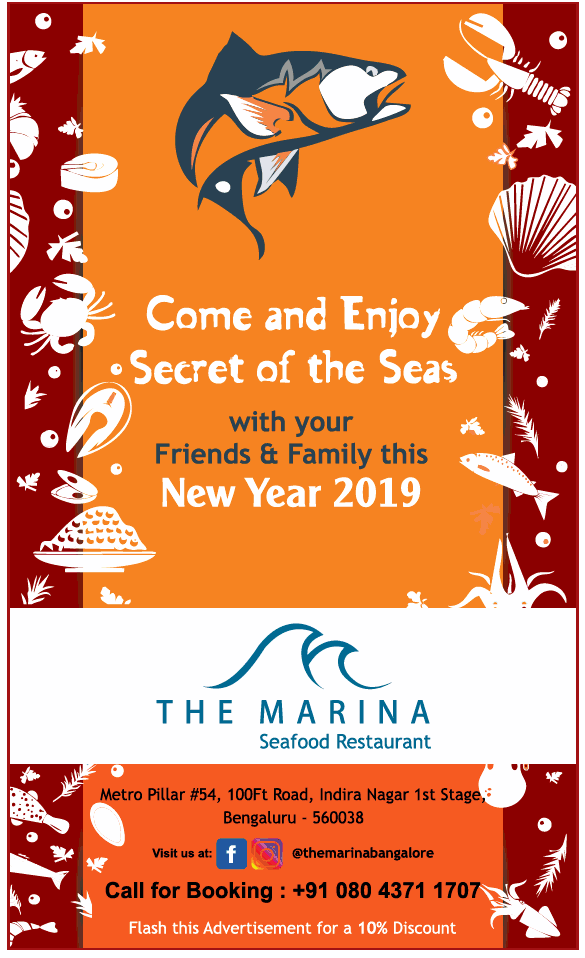 Come and Enjoy
Secret of the Seas
with your
Friends & Family this
New Year 2019
THE MARINA
Seafood Restaurant
Metro Pillar #54, 100Ft Road, Indira Nagar 1st Stage,
Bengaluru - 560038
Visit us at: f @themarinabangalore
Call for Booking : +91 080 4371 1707
Flash this Advertisement for a 10% Discount